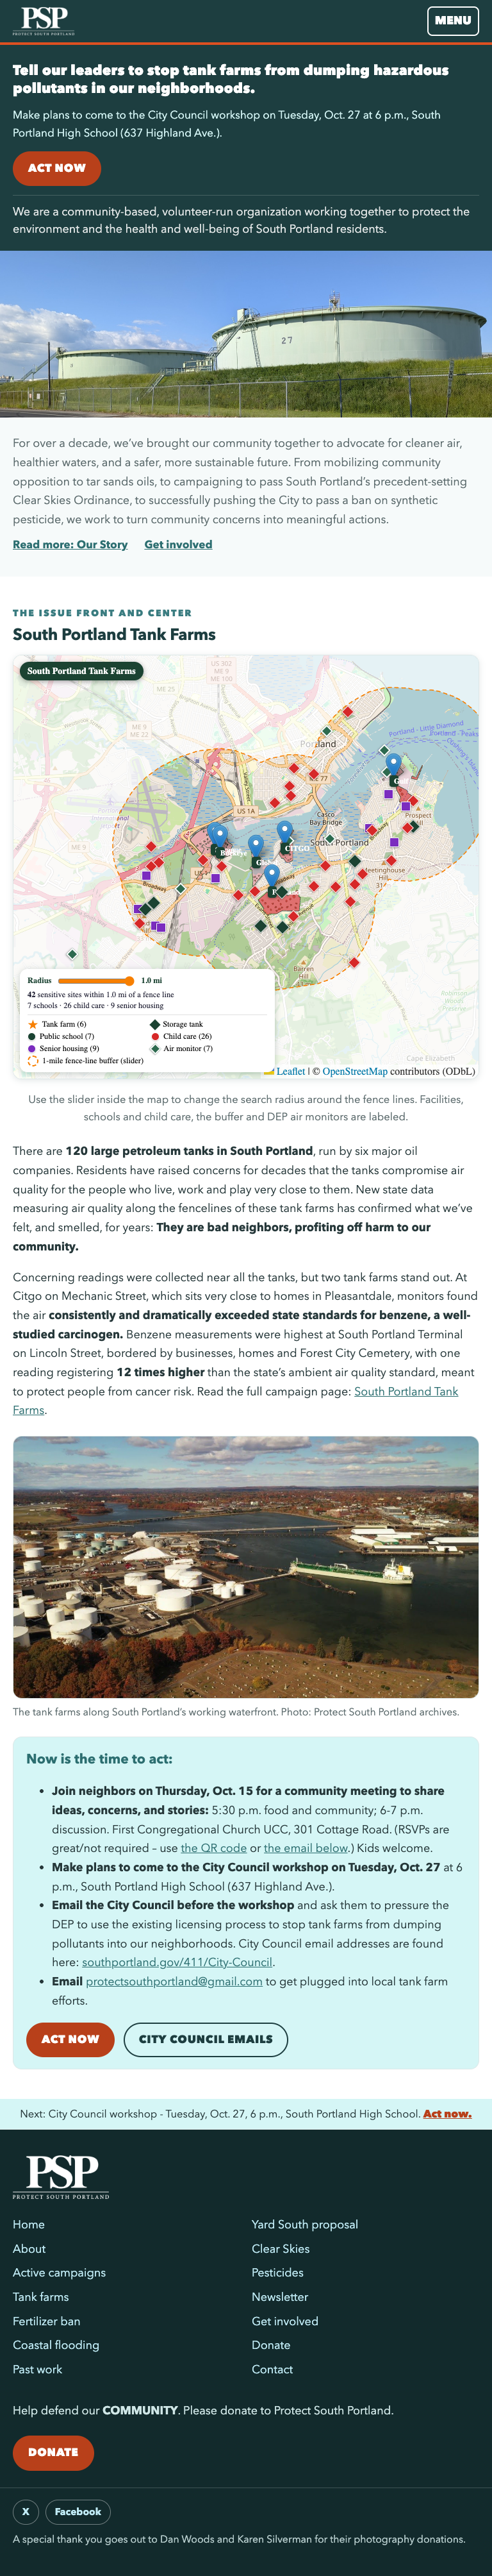 PSP
PROTECT SOUTH PORTLAND
MENU
Tell our leaders to stop tank farms from dumping hazardous
pollutants in our neighborhoods.
Make plans to come to the City Council workshop on Tuesday, Oct. 27 at 6 p.m., South
Portland High School (637 Highland Ave.).
ACT NOW
We are a community-based, volunteer-run organization working together to protect the
environment and the health and well-being of South Portland residents.
27
For over a decade, we've brought our community together to advocate for cleaner air,
healthier waters, and a safer, more sustainable future. From mobilizing community
opposition to tar sands oils, to campaigning to pass South Portland's precedent-setting
Clear Skies Ordinance, to successfully pushing the City to pass a ban on synthetic
pesticide, we work to turn community concerns into meaningful actions.
Read more: Our Story Get involved
THE ISSUE FRONT AND CENTER
South Portland Tank Farms
South Portland Tank Farms
US 302
ME 9
ME 100
ME 25
ME 9
ME 22
Portland
ME 77
US 1A
Casco
Bay Bridge
South Portland
CITGO
Prospect
Hill
Meetinghouse
Hill
Broadway
Barren
Hill
Cape Elizabeth
Radius 1.0 mi
42 sensitive sites within 1.0 mi of a fence line
7 schools · 26 child care · 9 senior housing
Tank farm (6) Storage tank
Public school (7) Child care (26)
Senior housing (9) Air monitor (7)
1-mile fence-line buffer (slider)
Leaflet | © OpenStreetMap contributors (ODbL)
Use the slider inside the map to change the search radius around the fence lines. Facilities,
schools and child care, the buffer and DEP air monitors are labeled.
There are 120 large petroleum tanks in South Portland, run by six major oil
companies. Residents have raised concerns for decades that the tanks compromise air
quality for the people who live, work and play very close to them. New state data
measuring air quality along the fencelines of these tank farms has confirmed what we've
felt, and smelled, for years: They are bad neighbors, profiting off harm to our
community.
Concerning readings were collected near all the tanks, but two tank farms stand out. At
Citgo on Mechanic Street, which sits very close to homes in Pleasantdale, monitors found
the air consistently and dramatically exceeded state standards for benzene, a well-
studied carcinogen. Benzene measurements were highest at South Portland Terminal
on Lincoln Street, bordered by businesses, homes and Forest City Cemetery, with one
reading registering 12 times higher than the state's ambient air quality standard, meant
to protect people from cancer risk. Read the full campaign page: South Portland Tank
Farms.
The tank farms along South Portland's working waterfront. Photo: Protect South Portland archives.
Now is the time to act:
• Join neighbors on Thursday, Oct. 15 for a community meeting to share
ideas, concerns, and stories: 5:30 p.m. food and community; 6-7 p.m.
discussion. First Congregational Church UCC, 301 Cottage Road. (RSVPs are
great/not required – use the QR code or the email below.) Kids welcome.
• Make plans to come to the City Council workshop on Tuesday, Oct. 27 at 6
p.m., South Portland High School (637 Highland Ave.).
• Email the City Council before the workshop and ask them to pressure the
DEP to use the existing licensing process to stop tank farms from dumping
pollutants into our neighborhoods. City Council email addresses are found
here: southportland.gov/411/City-Council.
• Email protectsouthportland@gmail.com to get plugged into local tank farm
efforts.
ACT NOW CITY COUNCIL EMAILS
Next: City Council workshop - Tuesday, Oct. 27, 6 p.m., South Portland High School. Act now.
PSP
PROTECT SOUTH PORTLAND
Home Yard South proposal
About Clear Skies
Active campaigns Pesticides
Tank farms Newsletter
Fertilizer ban Get involved
Coastal flooding Donate
Past work Contact
Help defend our COMMUNITY. Please donate to Protect South Portland.
DONATE
X Facebook
A special thank you goes out to Dan Woods and Karen Silverman for their photography donations.